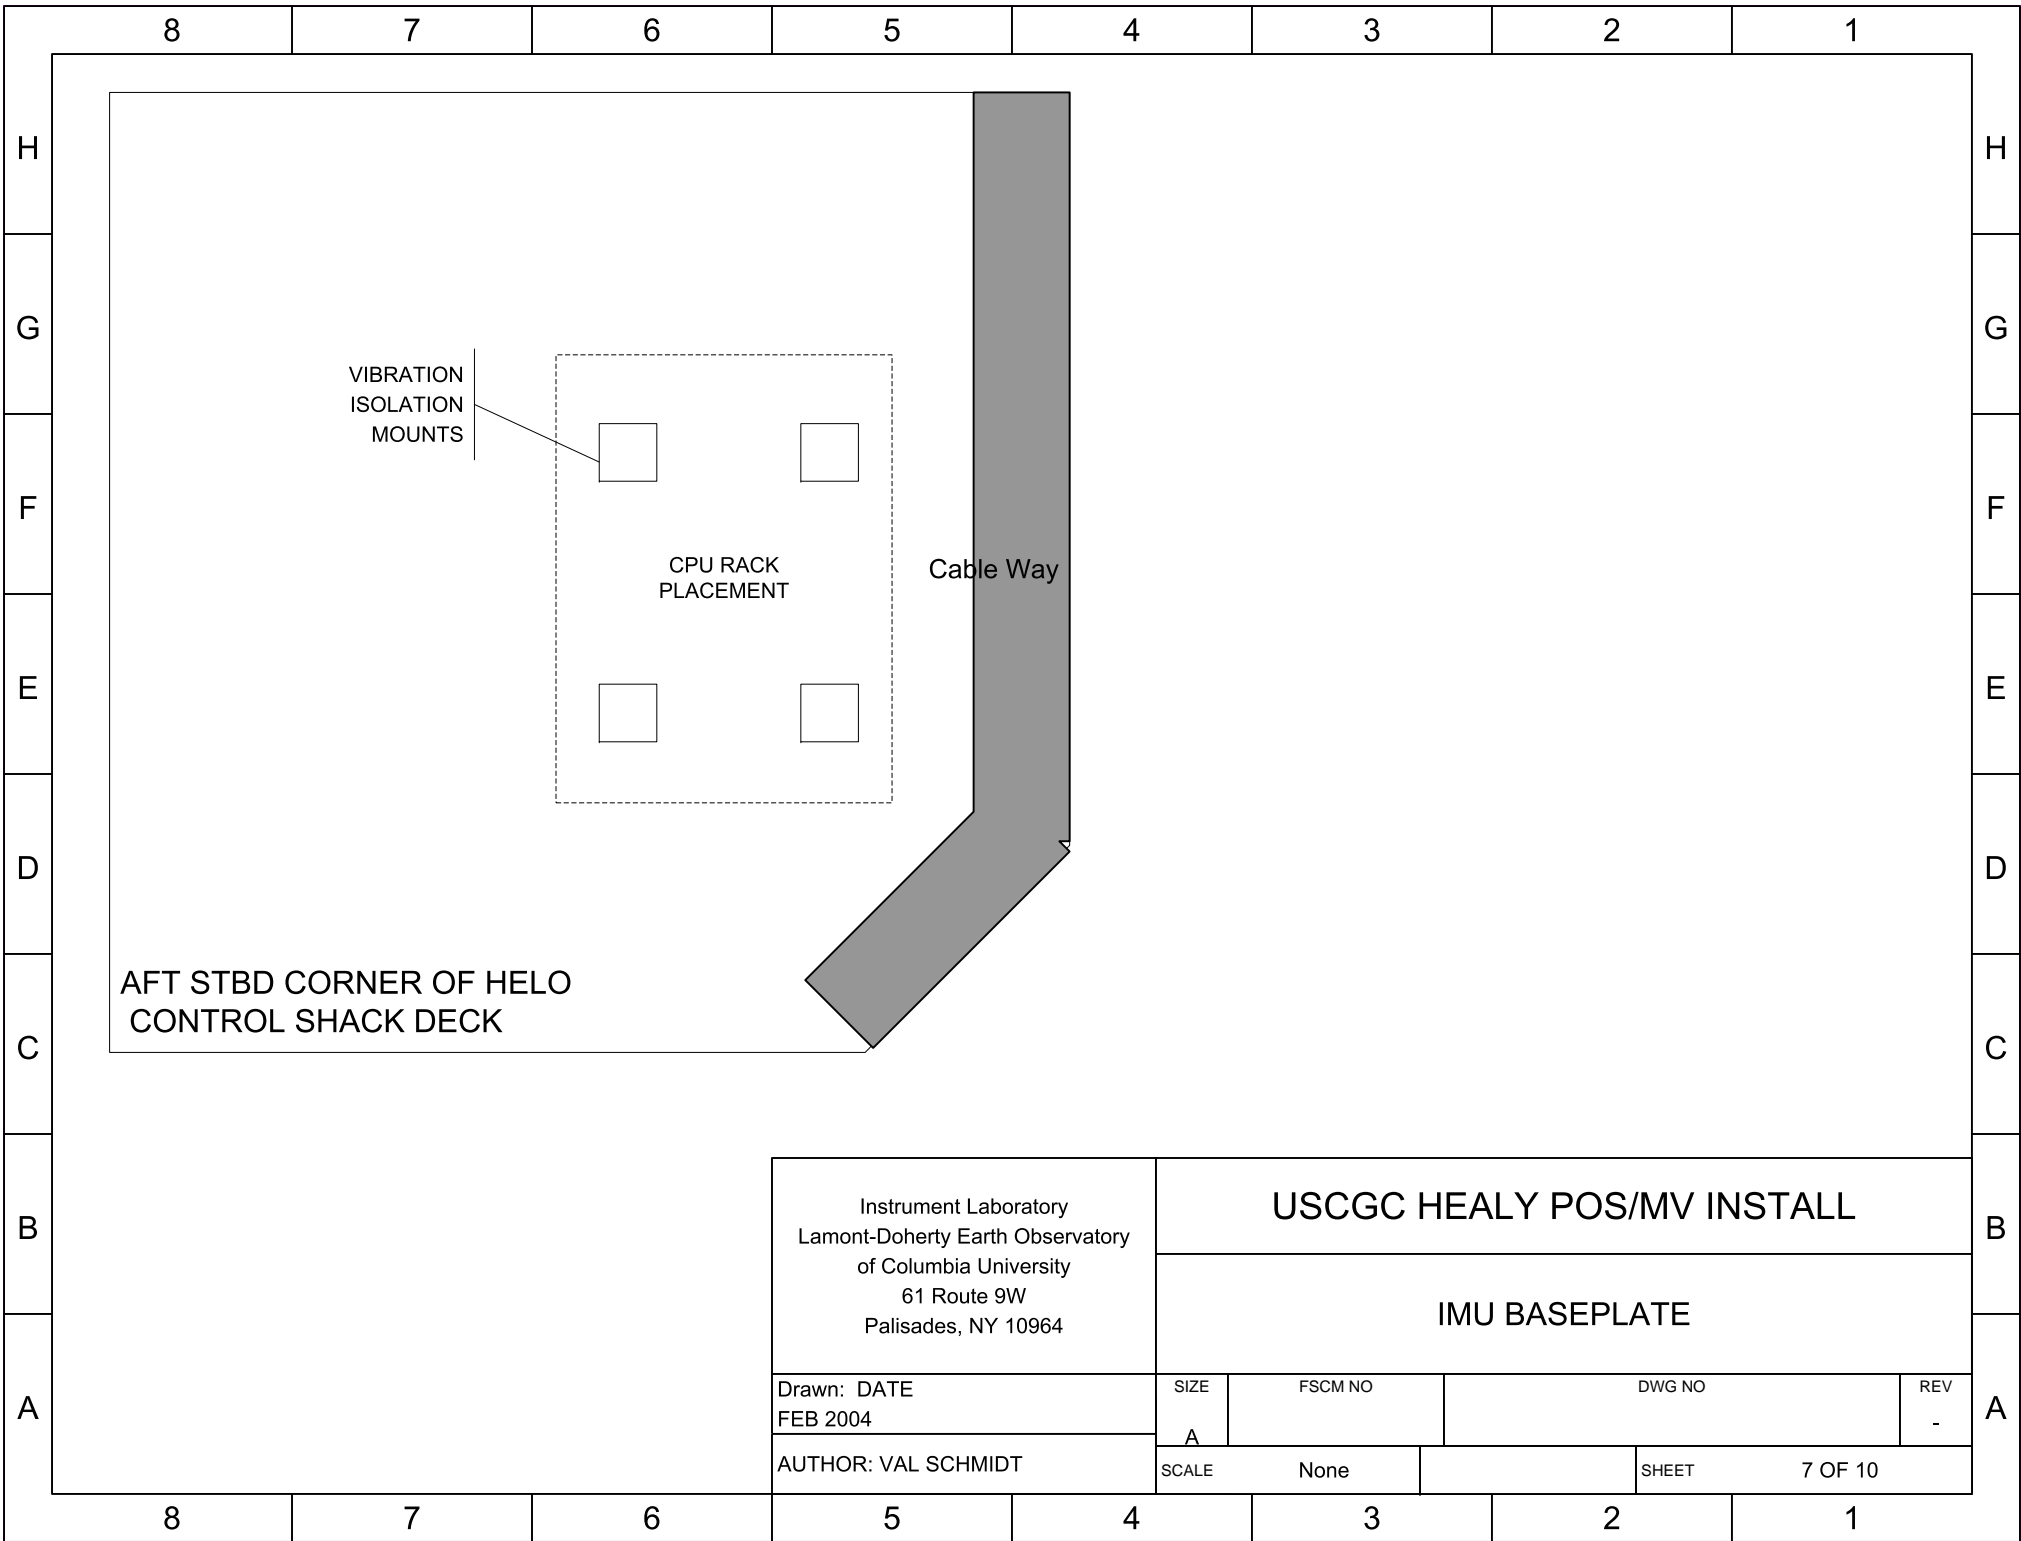 8 7 6 5 4 3 2 1
H H
G G
VIBRATION
ISOLATION
MOUNTS
F F
CPU RACK
PLACEMENT
Cable Way
E E
D D
AFT STBD CORNER OF HELO
CONTROL SHACK DECK
C C
Instrument Laboratory
Lamont-Doherty Earth Observatory
of Columbia University
61 Route 9W
Palisades, NY 10964
USCGC HEALY POS/MV INSTALL
B B
IMU BASEPLATE
Drawn: DATE
FEB 2004
SIZE
A
FSCM NO
DWG NO
REV
-
A A
AUTHOR: VAL SCHMIDT
SCALE None
SHEET 7 OF 10
8 7 6 5 4 3 2 1